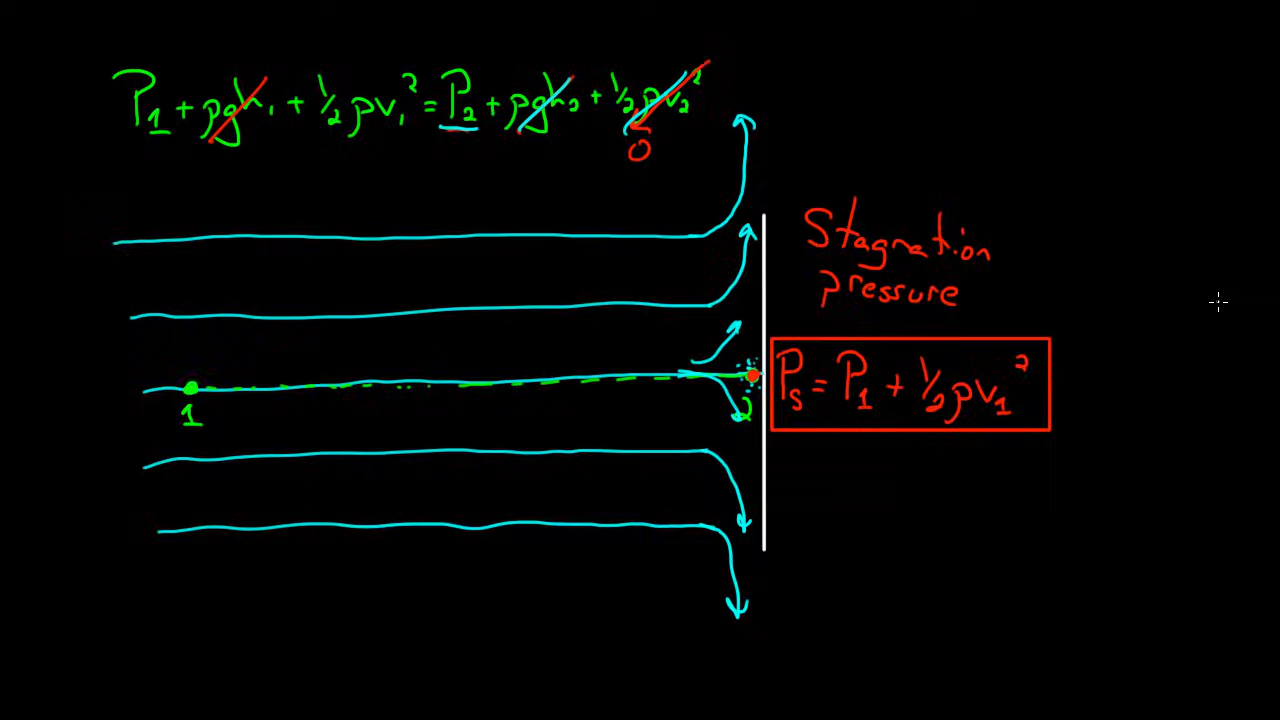 P₁ + ρgh₁ + ½ρv₁² = P₂ + ρgh₂ + ½ρv₂²
0
Stagnation
pressure
Pₛ = P₁ + ½ρv₁²
1
2